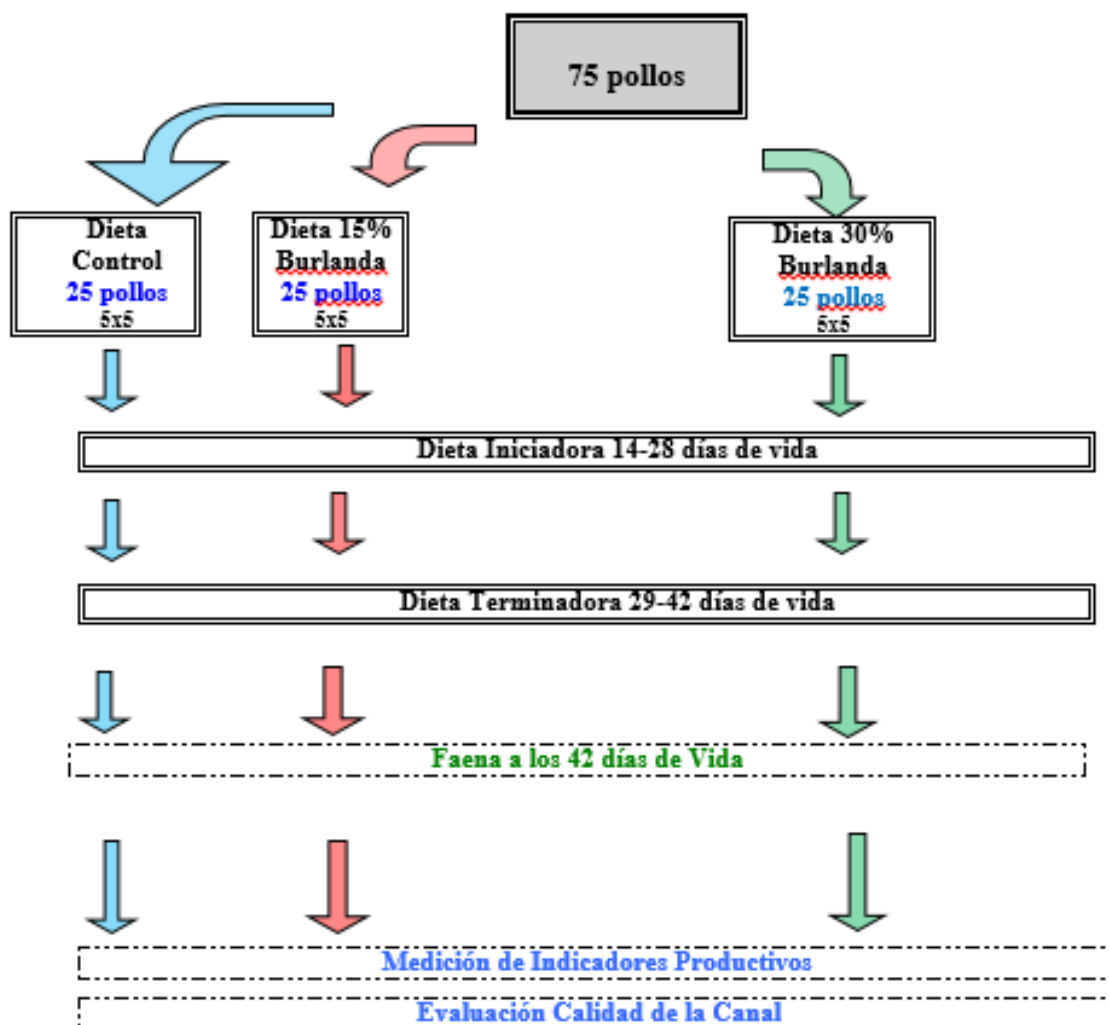 75 pollos
Dieta
Control
25 pollos
5x5
Dieta 15%
Burlanda
25 pollos
5x5
Dieta 30%
Burlanda
25 pollos
5x5
Dieta Iniciadora 14-28 días de vida
Dieta Terminadora 29-42 días de vida
Faena a los 42 días de Vida
Medición de Indicadores Productivos
Evaluación Calidad de la Canal